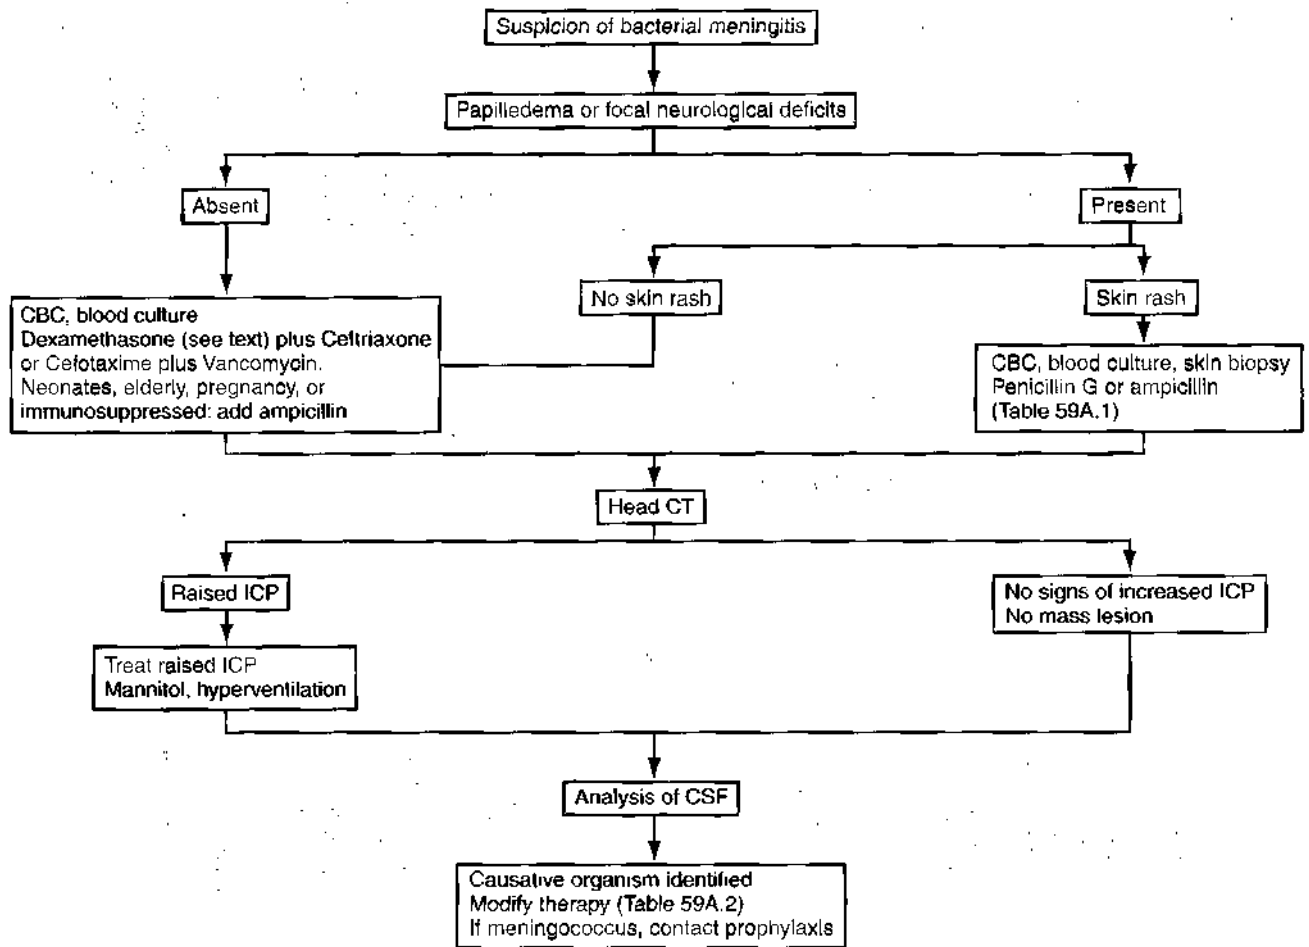 Suspicion of bacterial meningitis
Papilledema or focal neurological deficits
Absent
Present
No skin rash
Skin rash
CBC, blood culture
Dexamethasone (see text) plus Ceftriaxone
or Cefotaxime plus Vancomycin.
Neonates, elderly, pregnancy, or
immunosuppressed: add ampicillin
CBC, blood culture, skin biopsy
Penicillin G or ampicillin
(Table 59A.1)
Head CT
Raised ICP
No signs of increased ICP
No mass lesion
Treat raised ICP
Mannitol, hyperventilation
Analysis of CSF
Causative organism identified
Modify therapy (Table 59A.2)
If meningococcus, contact prophylaxis